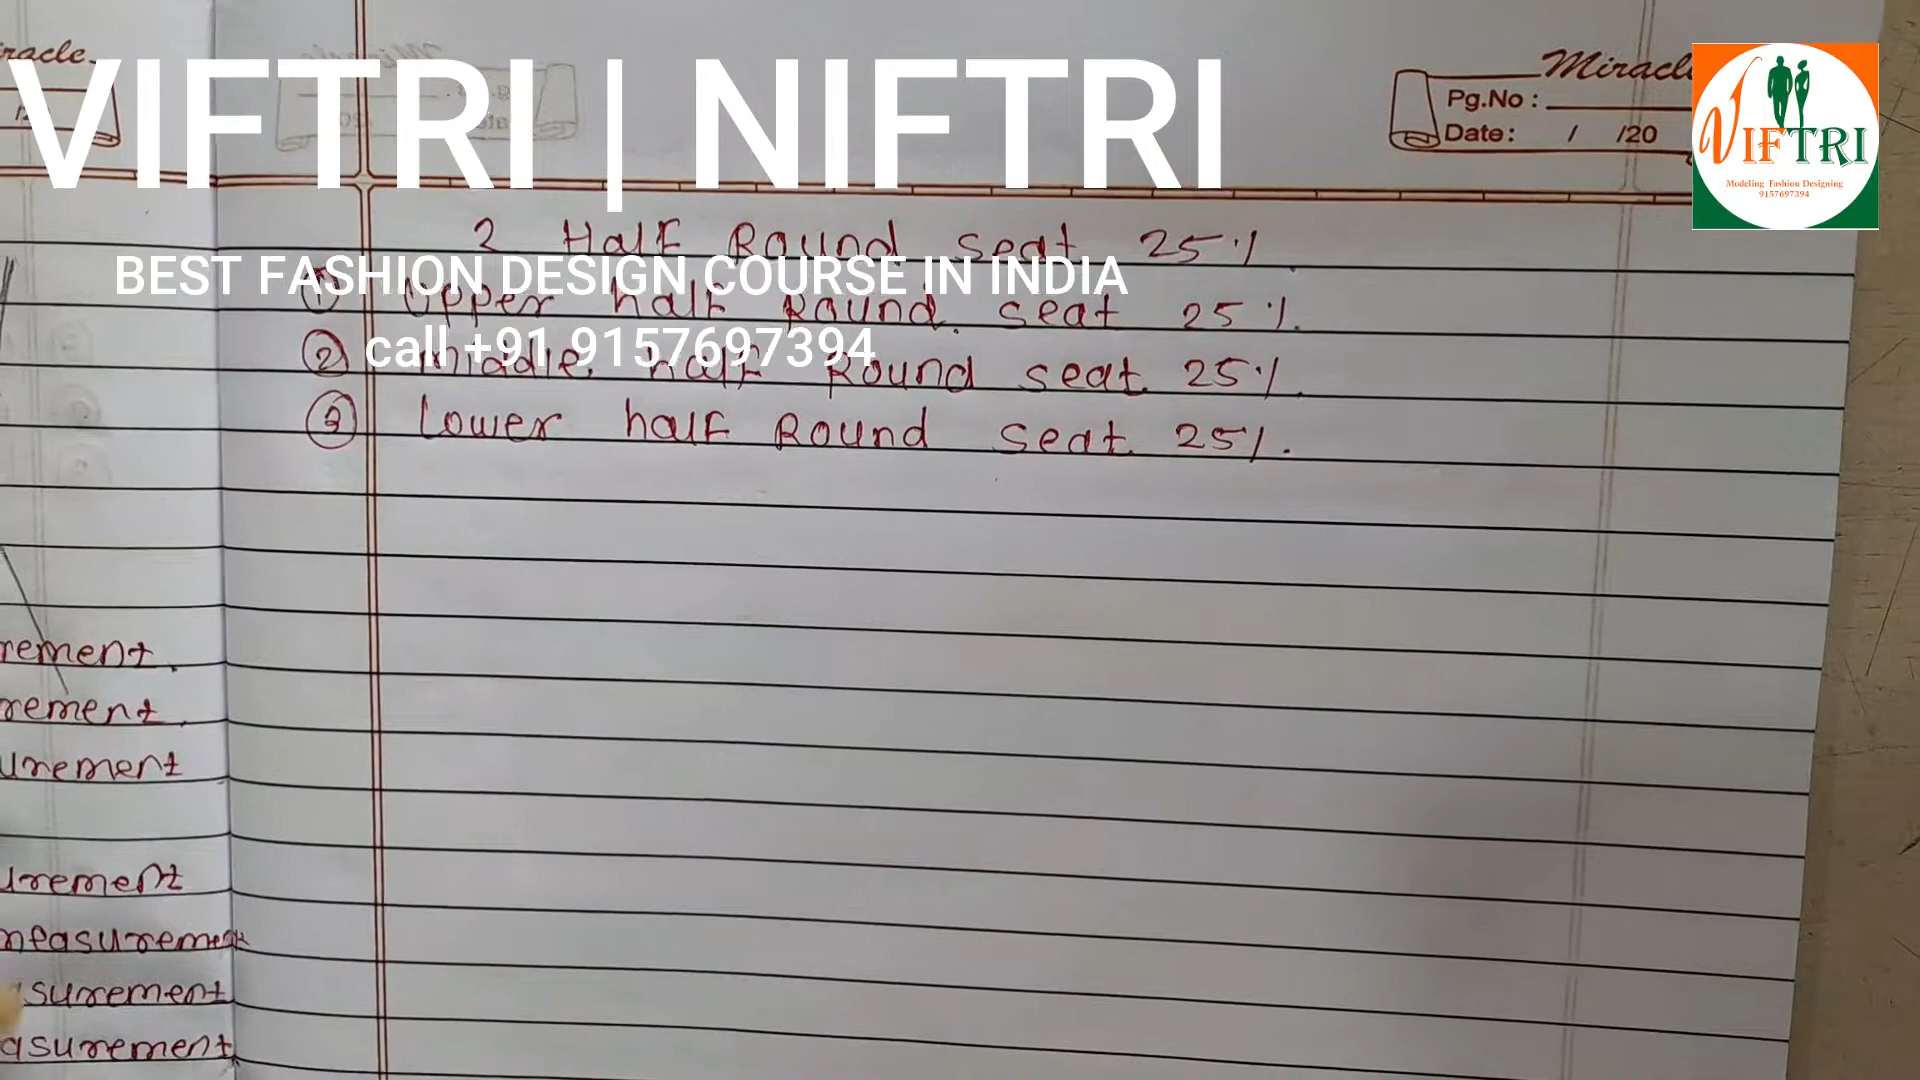 racle
VIFTRI | NIFTRI
Miracle
Pg.No :
Date: / /20
VIFTRI
Modeling Fashion Designing
9157697394
2 Half Round seat 25%
BEST FASHION DESIGN COURSE IN INDIA
① Upper half Round seat 25%.
call +91 9157697394
② middle half Round seat 25%.
③ Lower half Round seat 25%.
rement
rement
urement
urement
measurement
surement
asurement